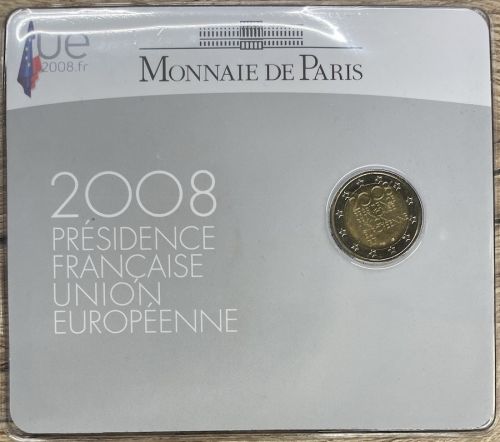 ue
2008.fr
MONNAIE DE PARIS
2008
PRÉSIDENCE
FRANÇAISE
UNION
EUROPÉENNE